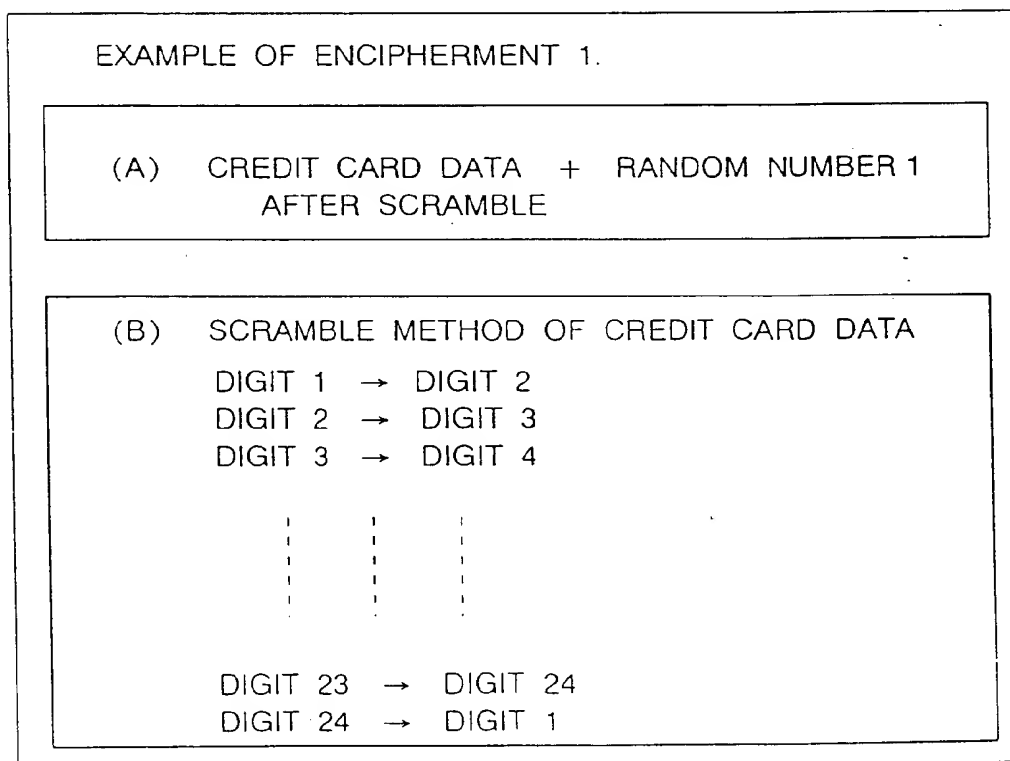 EXAMPLE OF ENCIPHERMENT 1.
(A) CREDIT CARD DATA + RANDOM NUMBER 1
AFTER SCRAMBLE
(B) SCRAMBLE METHOD OF CREDIT CARD DATA
DIGIT 1 → DIGIT 2
DIGIT 2 → DIGIT 3
DIGIT 3 → DIGIT 4
DIGIT 23 → DIGIT 24
DIGIT 24 → DIGIT 1